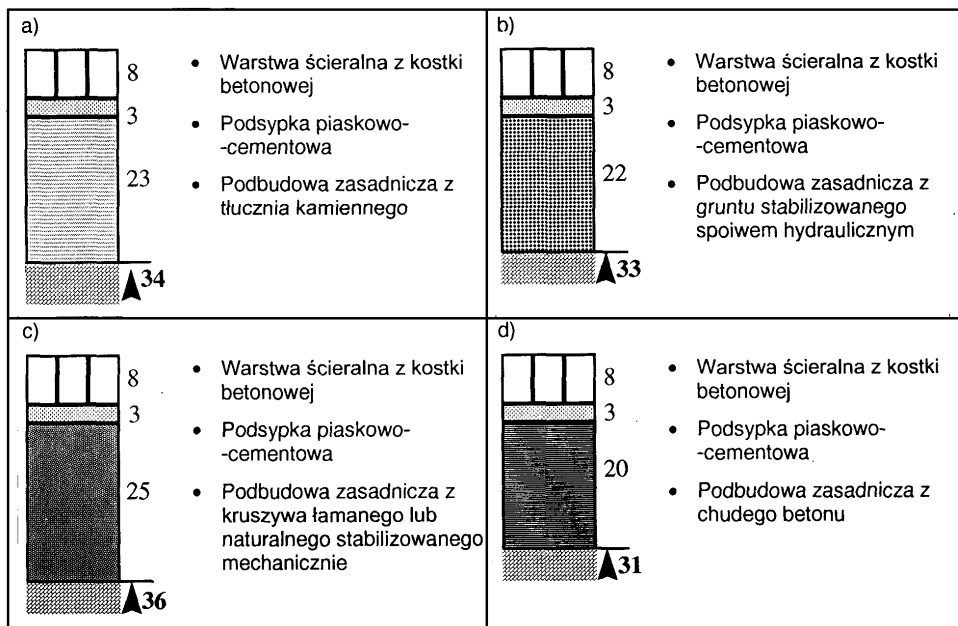 a)
8
3
23
34
• Warstwa ścieralna z kostki
betonowej
• Podsypka piaskowo-
-cementowa
• Podbudowa zasadnicza z
tłucznia kamiennego
b)
8
3
22
33
• Warstwa ścieralna z kostki
betonowej
• Podsypka piaskowo-
-cementowa
• Podbudowa zasadnicza z
gruntu stabilizowanego
spoiwem hydraulicznym
c)
8
3
25
36
• Warstwa ścieralna z kostki
betonowej
• Podsypka piaskowo-
-cementowa
• Podbudowa zasadnicza z
kruszywa łamanego lub
naturalnego stabilizowanego
mechanicznie
d)
8
3
20
31
• Warstwa ścieralna z kostki
betonowej
• Podsypka piaskowo-
-cementowa
• Podbudowa zasadnicza z
chudego betonu